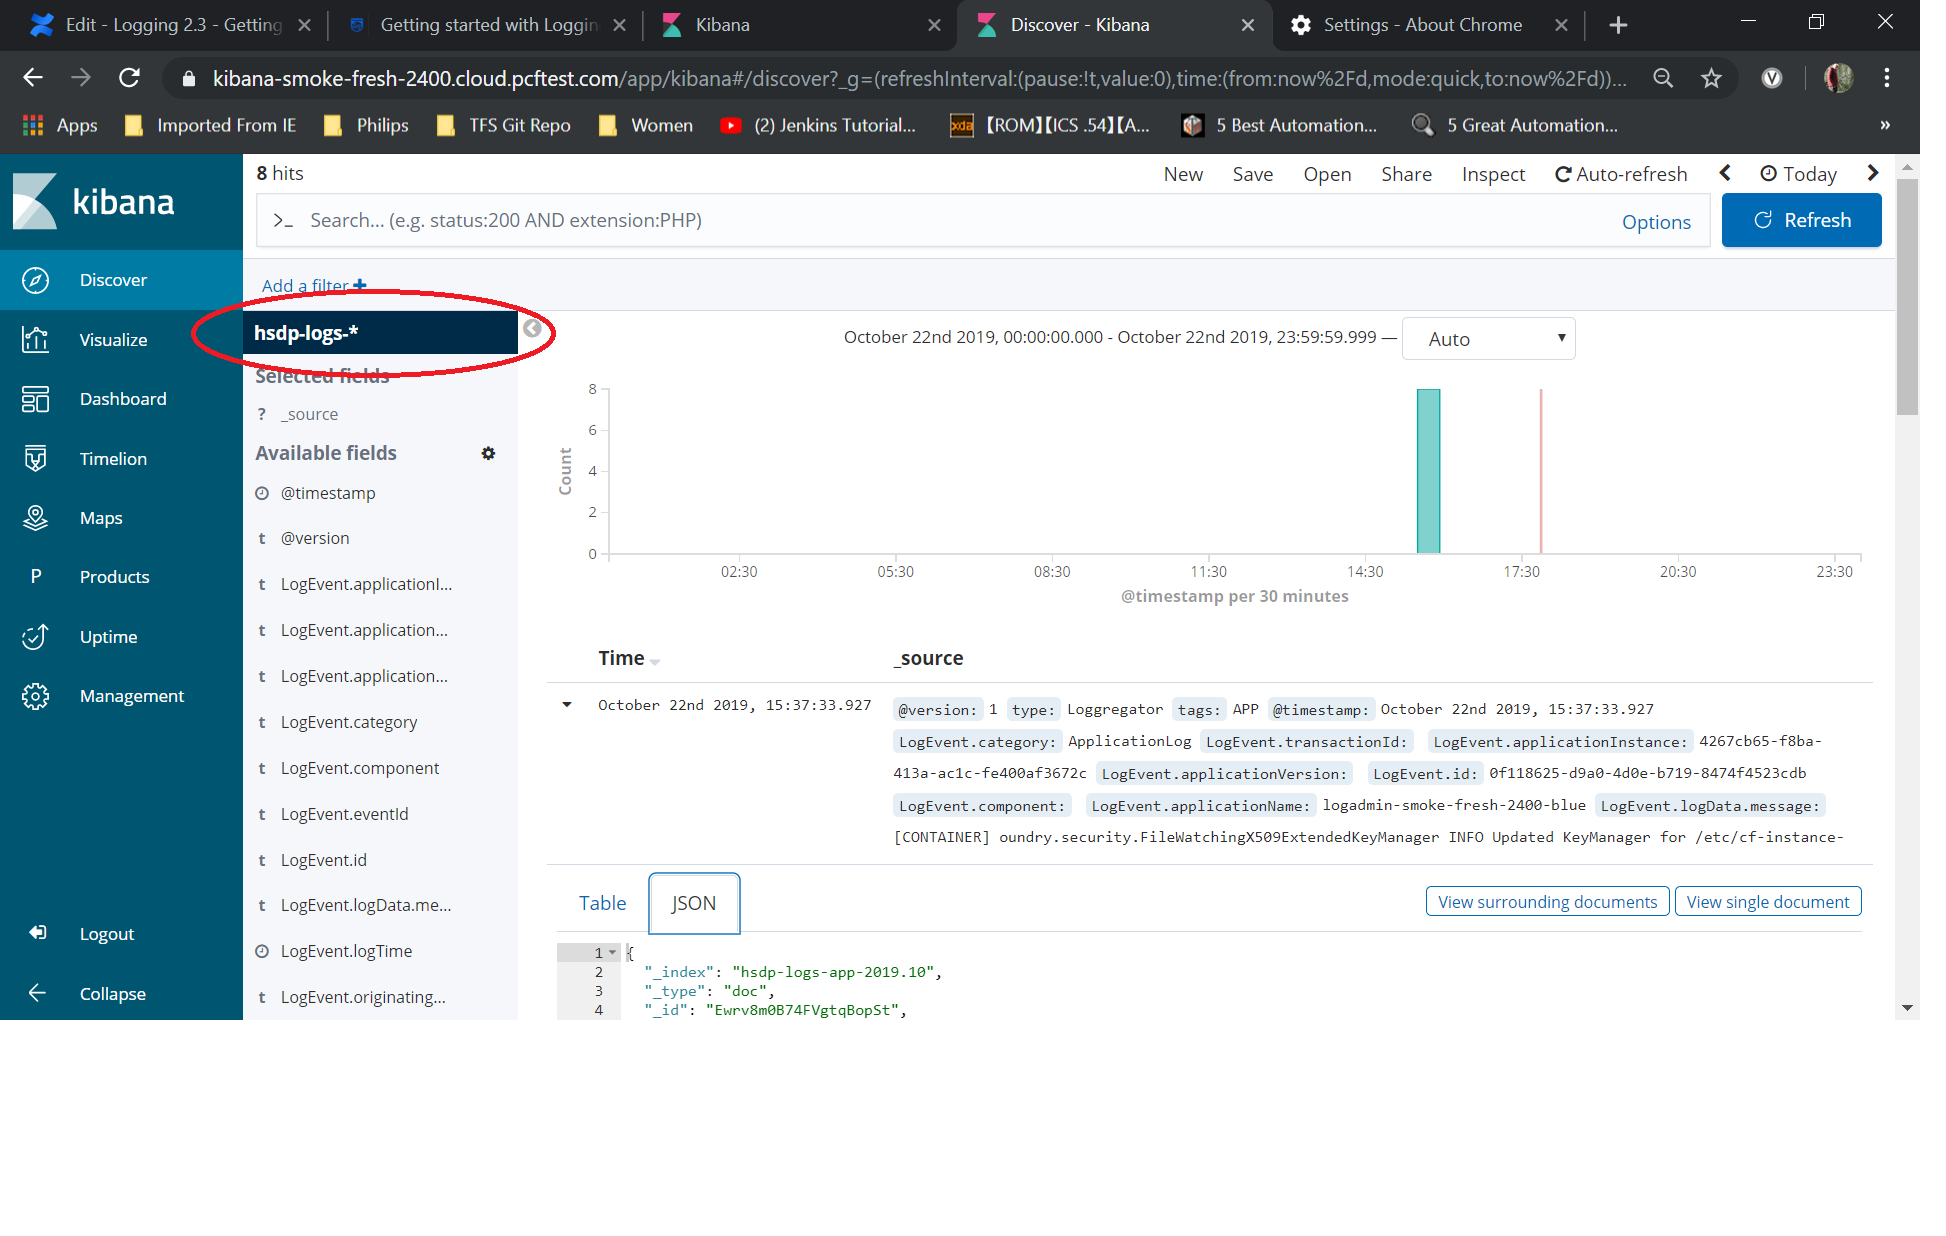 Edit - Logging 2.3 - Getting
Getting started with Loggin
Kibana
Discover - Kibana
Settings - About Chrome
kibana-smoke-fresh-2400.cloud.pcftest.com/app/kibana#/discover?_g=(refreshInterval:(pause:!t,value:0),time:(from:now%2Fd,mode:quick,to:now%2Fd))...
Apps
Imported From IE
Philips
TFS Git Repo
Women
(2) Jenkins Tutorial...
xda
【ROM】【ICS .54】【A...
5 Best Automation...
5 Great Automation...
»
kibana
Discover
Visualize
Dashboard
Timelion
Maps
P Products
Uptime
Management
Logout
Collapse
8 hits
New Save Open Share Inspect Auto-refresh Today
>_ Search... (e.g. status:200 AND extension:PHP)
Options
Refresh
Add a filter +
hsdp-logs-*
Selected fields
? _source
Available fields
@timestamp
t @version
t LogEvent.applicationI...
t LogEvent.application...
t LogEvent.application...
t LogEvent.category
t LogEvent.component
t LogEvent.eventId
t LogEvent.id
t LogEvent.logData.me...
LogEvent.logTime
t LogEvent.originating...
October 22nd 2019, 00:00:00.000 - October 22nd 2019, 23:59:59.999 —
Auto
8
6
4
2
0
Count
02:30 05:30 08:30 11:30 14:30 17:30 20:30 23:30
@timestamp per 30 minutes
Time _source
October 22nd 2019, 15:37:33.927
@version: 1 type: Loggregator tags: APP @timestamp: October 22nd 2019, 15:37:33.927
LogEvent.category: ApplicationLog LogEvent.transactionId: LogEvent.applicationInstance: 4267cb65-f8ba-
413a-ac1c-fe400af3672c LogEvent.applicationVersion: LogEvent.id: 0f118625-d9a0-4d0e-b719-8474f4523cdb
LogEvent.component: LogEvent.applicationName: logadmin-smoke-fresh-2400-blue LogEvent.logData.message:
[CONTAINER] oundry.security.FileWatchingX509ExtendedKeyManager INFO Updated KeyManager for /etc/cf-instance-
Table JSON
View surrounding documents
View single document
1 {
2 "_index": "hsdp-logs-app-2019.10",
3 "_type": "doc",
4 "_id": "Ewrv8m0B74FVgtqBopSt",